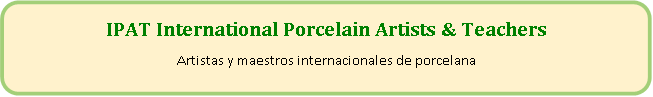 IPAT International Porcelain Artists & Teachers
Artistas y maestros internacionales de porcelana